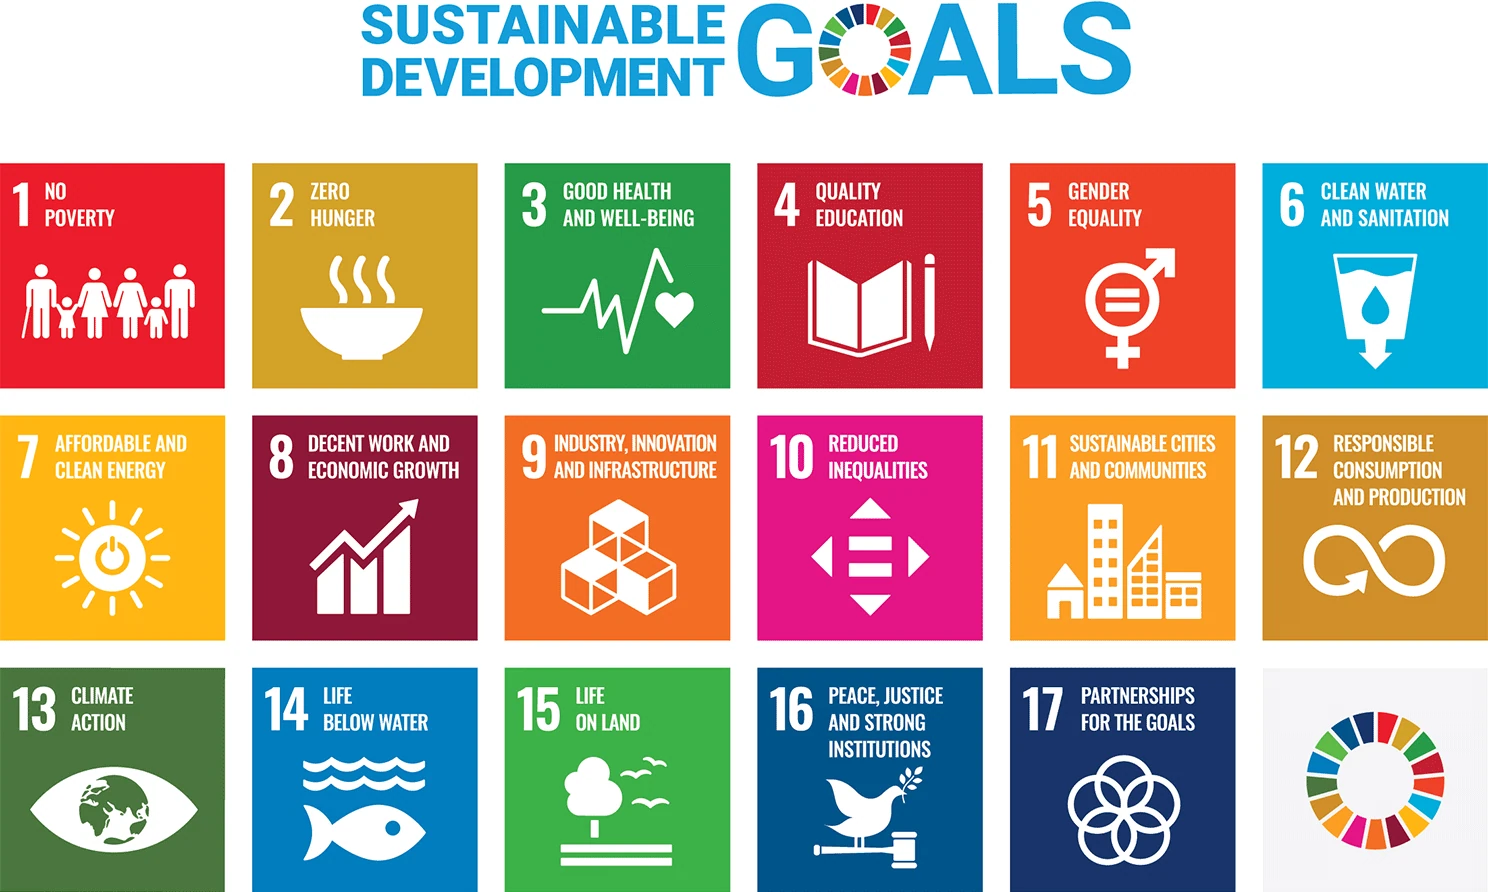 SUSTAINABLE
DEVELOPMENT
GOALS
1 NO
POVERTY
2 ZERO
HUNGER
3 GOOD HEALTH
AND WELL-BEING
4 QUALITY
EDUCATION
5 GENDER
EQUALITY
6 CLEAN WATER
AND SANITATION
7 AFFORDABLE AND
CLEAN ENERGY
8 DECENT WORK AND
ECONOMIC GROWTH
9 INDUSTRY, INNOVATION
AND INFRASTRUCTURE
10 REDUCED
INEQUALITIES
11 SUSTAINABLE CITIES
AND COMMUNITIES
12 RESPONSIBLE
CONSUMPTION
AND PRODUCTION
13 CLIMATE
ACTION
14 LIFE
BELOW WATER
15 LIFE
ON LAND
16 PEACE, JUSTICE
AND STRONG
INSTITUTIONS
17 PARTNERSHIPS
FOR THE GOALS